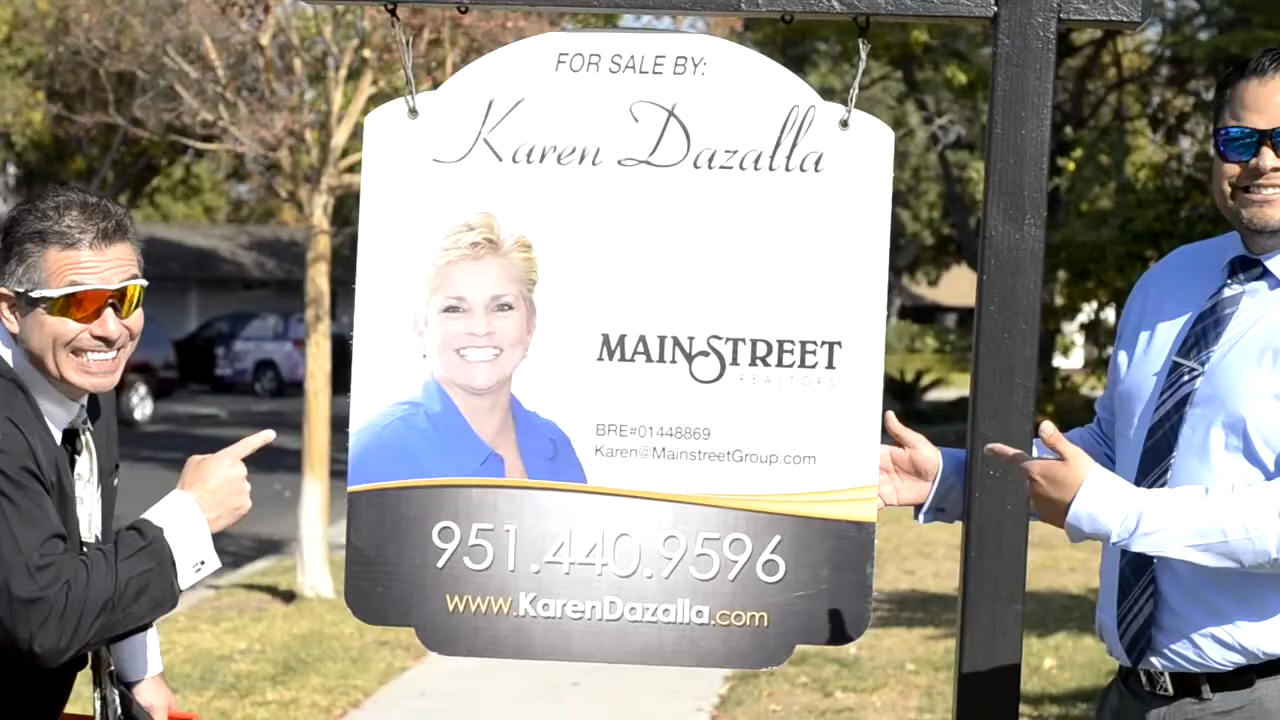 FOR SALE BY:
Karen Dazalla
MAINSTREET
REALTORS
BRE#01448869
Karen@MainstreetGroup.com
951.440.9596
www.KarenDazalla.com